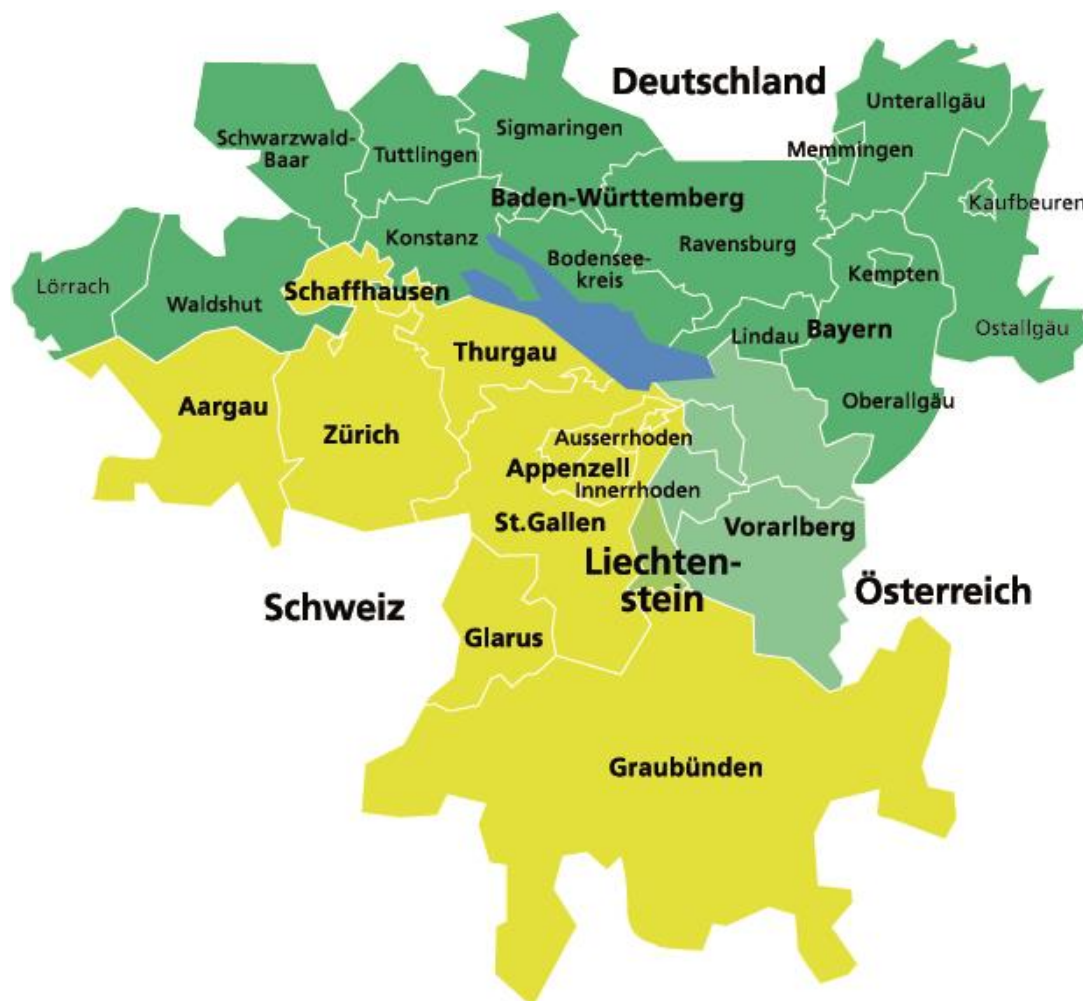 Deutschland
Unterallgäu
Sigmaringen
Schwarzwald-
Baar
Tuttlingen
Memmingen
Baden-Württemberg
Kaufbeuren
Konstanz
Ravensburg
Bodensee-
kreis
Kempten
Lörrach
Waldshut
Schaffhausen
Lindau
Bayern
Ostallgäu
Thurgau
Aargau
Oberallgäu
Zürich
Ausserrhoden
Appenzell
Innerrhoden
St.Gallen
Vorarlberg
Liechten-
stein
Österreich
Schweiz
Glarus
Graubünden